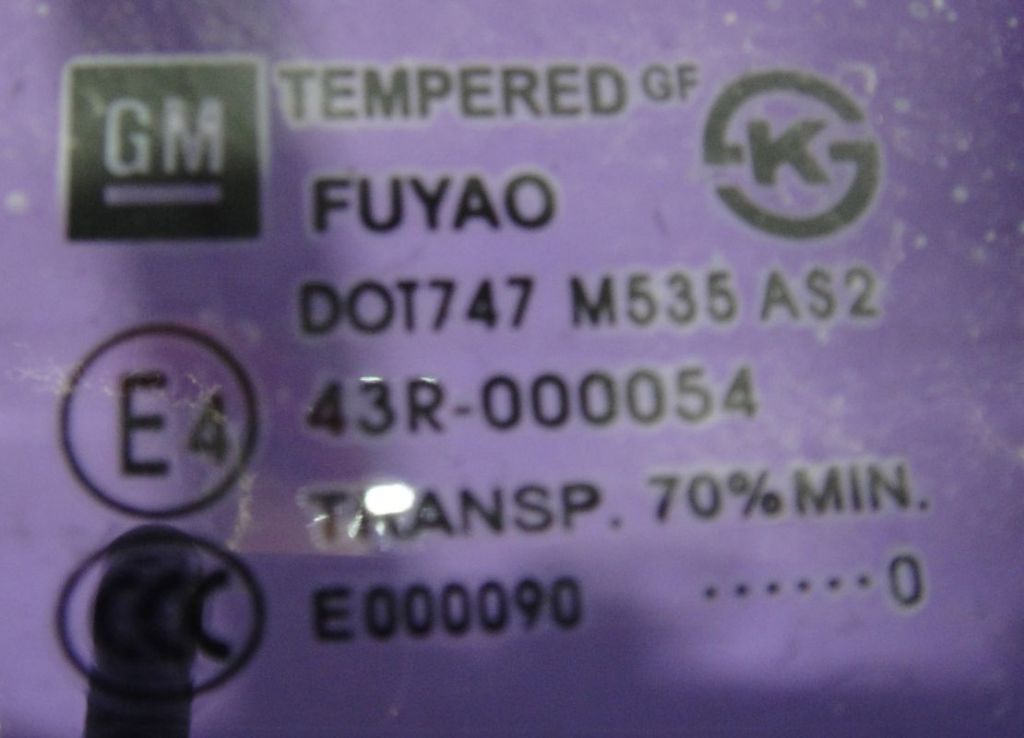 GM TEMPERED GF
K
FUYAO
DOT747 M535 AS2
E4 43R-000054
TRANSP. 70% MIN.
CCC E000090 ······0